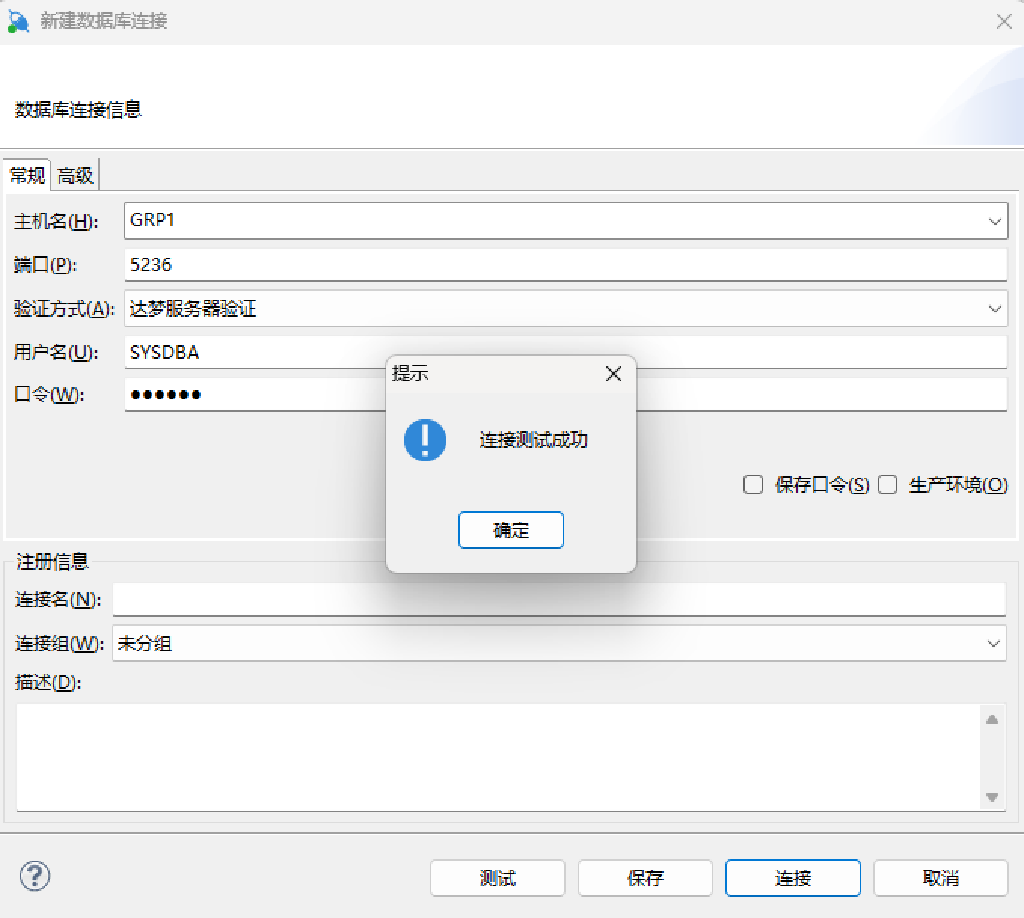 新建数据库连接
数据库连接信息
常规 高级
主机名(H): GRP1
端口(P): 5236
验证方式(A): 达梦服务器验证
用户名(U): SYSDBA
口令(W): ●●●●●●
提示
连接测试成功
确定
保存口令(S) 生产环境(O)
注册信息
连接名(N):
连接组(W): 未分组
描述(D):
测试 保存 连接 取消